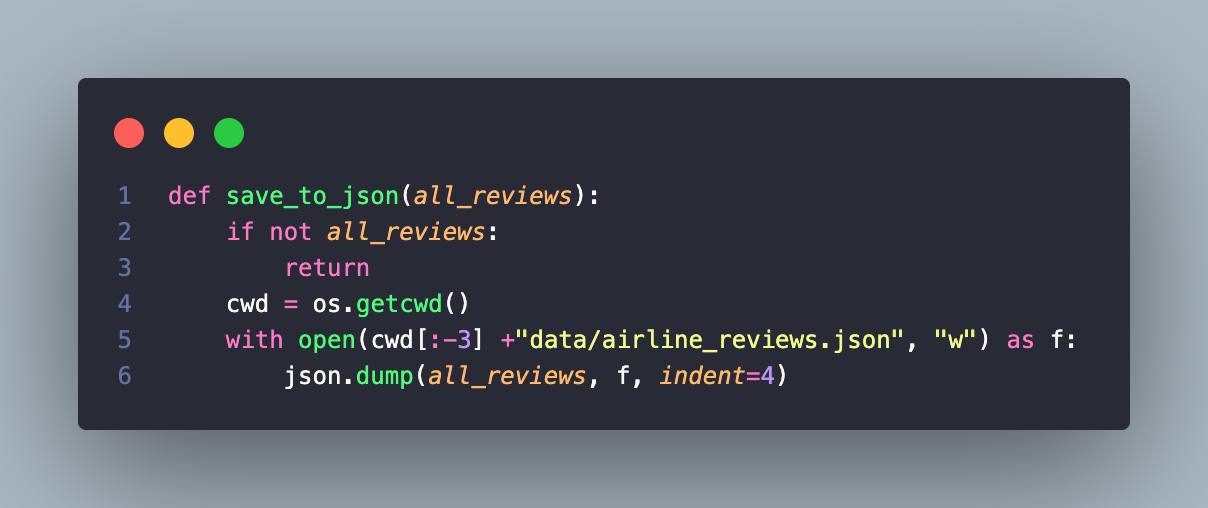 1 def save_to_json(all_reviews):
2     if not all_reviews:
3         return
4     cwd = os.getcwd()
5     with open(cwd[:-3] +"data/airline_reviews.json", "w") as f:
6         json.dump(all_reviews, f, indent=4)